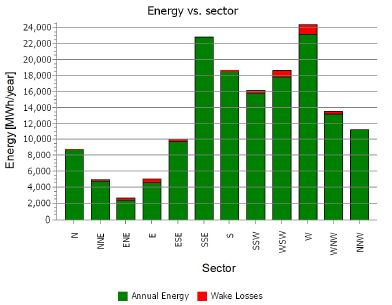 Energy vs. sector
Energy [MWh/year]
24,000
22,000
20,000
18,000
16,000
14,000
12,000
10,000
8,000
6,000
4,000
2,000
0
N
NNE
ENE
E
ESE
SSE
S
SSW
WSW
W
WNW
NNW
Sector
Annual Energy
Wake Losses